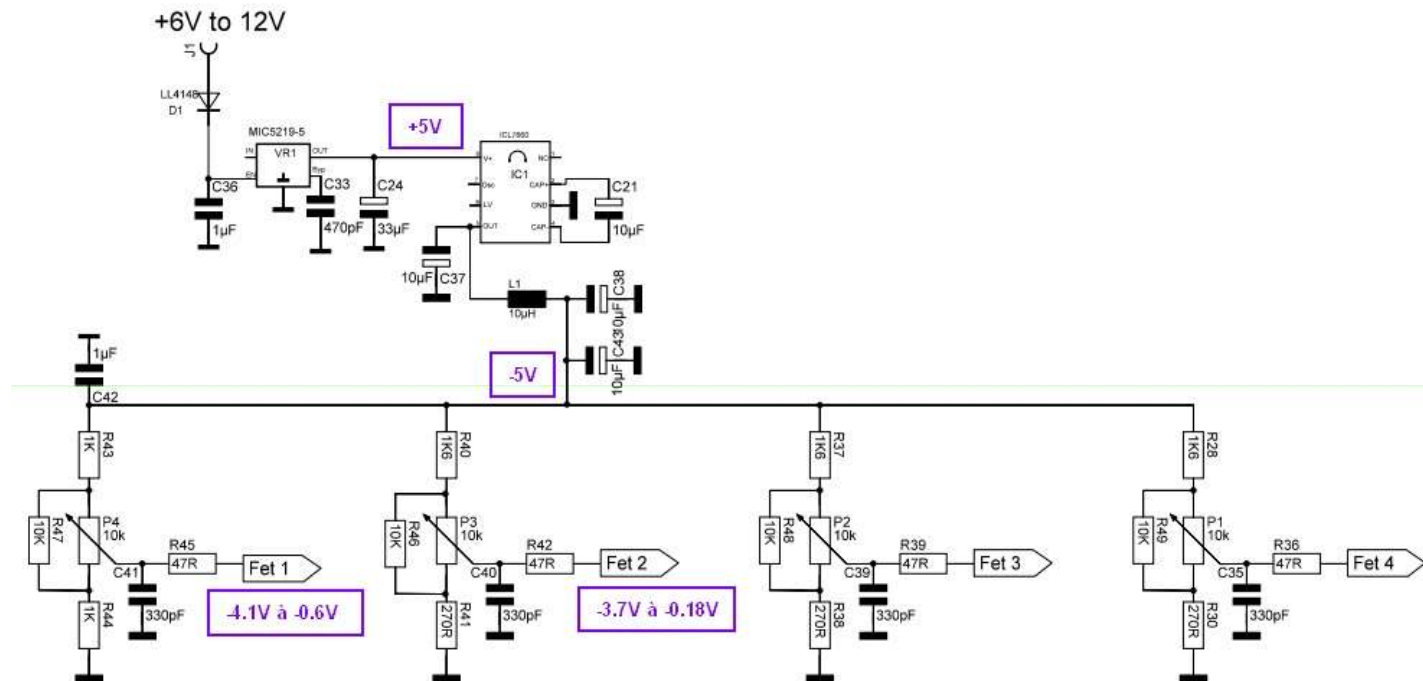 +6V to 12V
J1
LL4148
D1
MIC5219-5
IN
OUT
VR1
EN
Byp
C36
1µF
C33
470pF
C24
33µF
+5V
ICL7660
V+
NC
IC1
Osc
CAP+
LV
GND
OUT
CAP-
C21
10µF
10µF
C37
L1
10µH
C38
10µF
C43
10µF
-5V
1µF
C42
R43
1K
R47
10K
P4
10k
C41
R45
47R
Fet 1
330pF
R44
1K
-4.1V à -0.6V
R40
1K6
R46
10K
P3
10k
C40
R42
47R
Fet 2
330pF
R41
270R
-3.7V à -0.18V
R37
1K6
R48
10K
P2
10k
C39
R39
47R
Fet 3
330pF
R38
270R
R28
1K6
R49
10K
P1
10k
C35
R36
47R
Fet 4
330pF
R30
270R